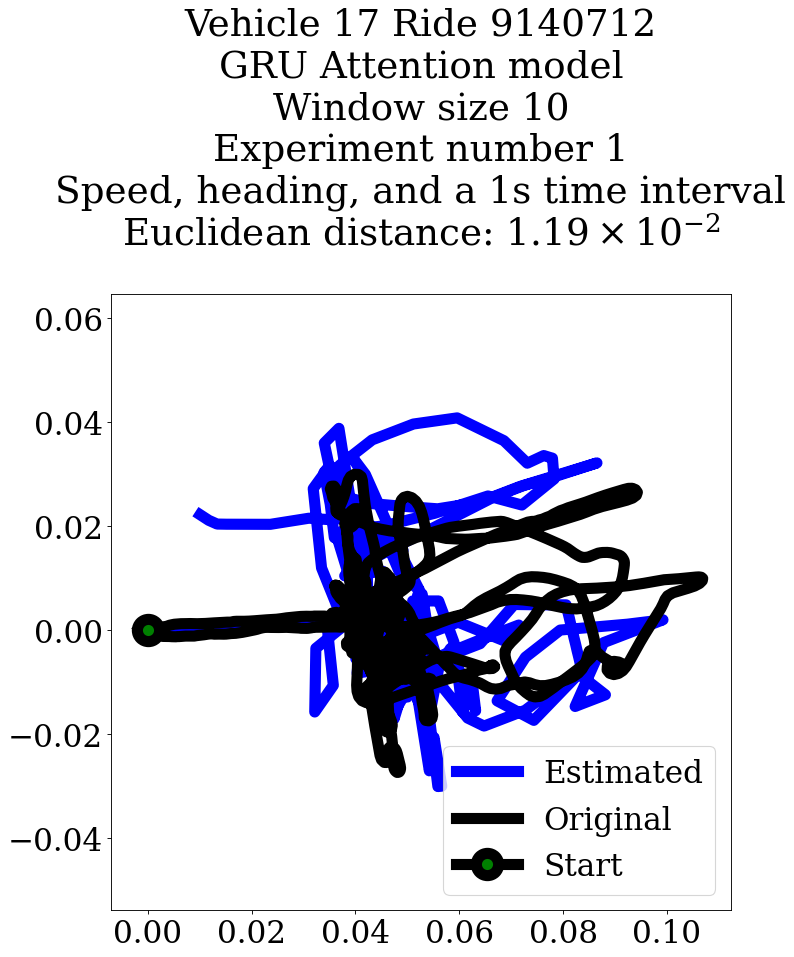 Vehicle 17 Ride 9140712
GRU Attention model
Window size 10
Experiment number 1
Speed, heading, and a 1s time interval
Euclidean distance: 1.19 × 10⁻²
0.06
0.04
0.02
0.00
−0.02
−0.04
Estimated
Original
Start
0.00 0.02 0.04 0.06 0.08 0.10